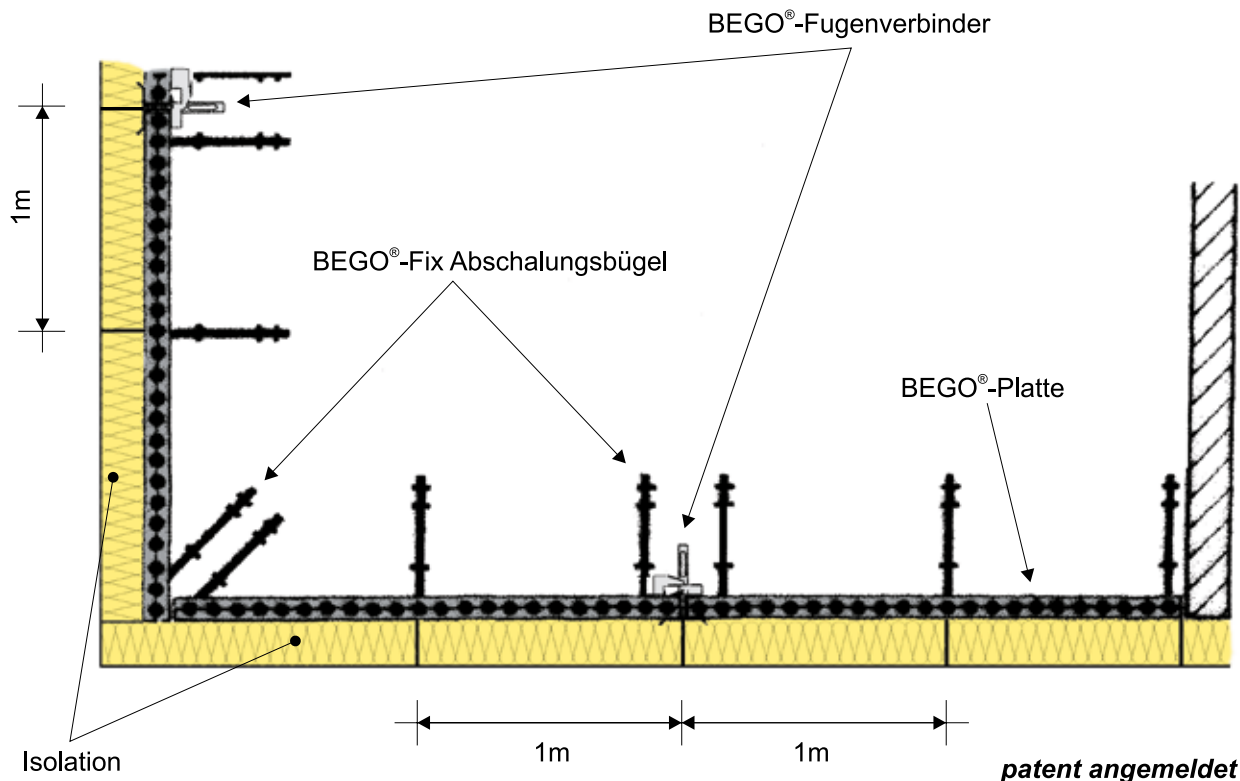 BEGO®-Fugenverbinder
1m
BEGO®-Fix Abschalungsbügel
BEGO®-Platte
1m
1m
Isolation
patent angemeldet